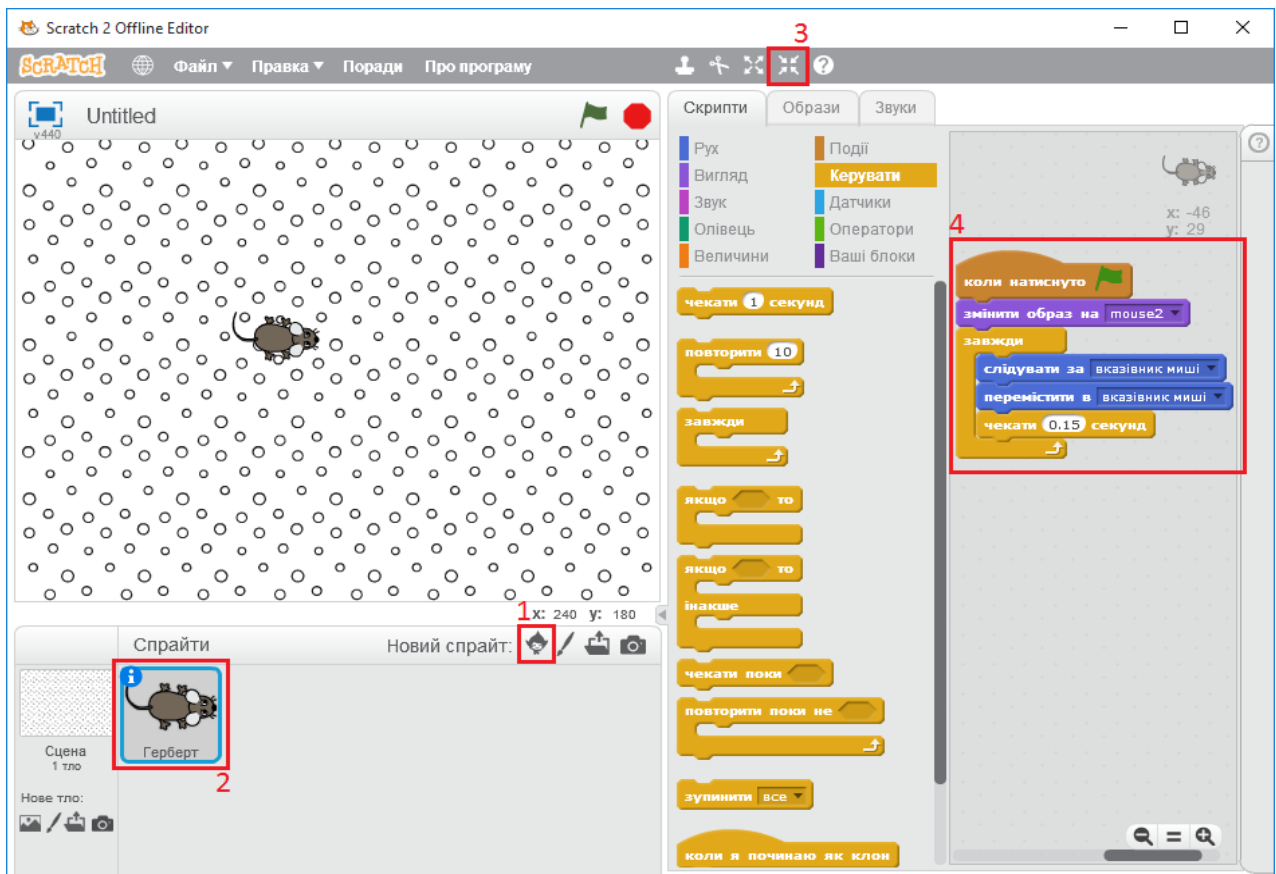 Scratch 2 Offline Editor
3
SCRATCH Файл Правка Поради Про програму
v440
Untitled
Скрипти Образи Звуки
Рух Події
Вигляд Керувати
Звук Датчики
Олівець Оператори
Величини Ваші блоки
x: -46
y: 29
чекати 1 секунд
повторити 10
завжди
якщо то
якщо то
інакше
чекати поки
повторити поки не
зупинити все
коли я починаю як клон
4
коли натиснуто
змінити образ на mouse2
завжди
слідувати за вказівник миші
перемістити в вказівник миші
чекати 0.15 секунд
x: 240 y: 180
1
Спрайти Новий спрайт:
Сцена
1 тло
Герберт
2
Нове тло: